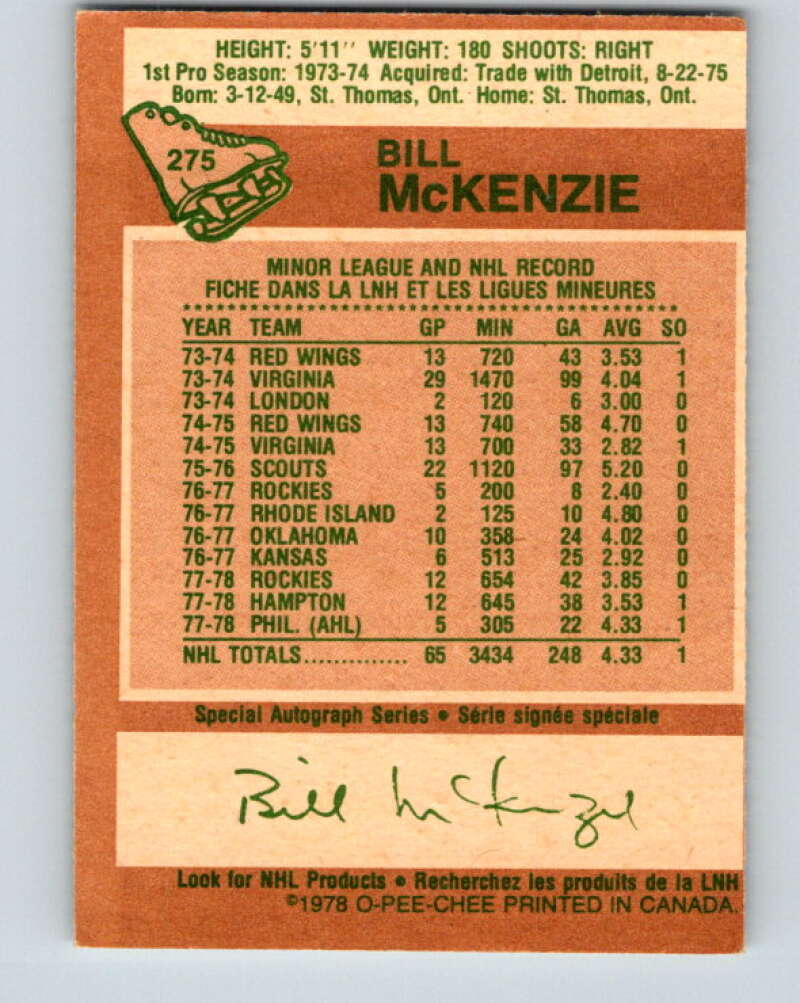 HEIGHT: 5'11'' WEIGHT: 180 SHOOTS: RIGHT
1st Pro Season: 1973-74 Acquired: Trade with Detroit, 8-22-75
Born: 3-12-49, St. Thomas, Ont. Home: St. Thomas, Ont.
275
BILL
McKENZIE
MINOR LEAGUE AND NHL RECORD
FICHE DANS LA LNH ET LES LIGUES MINEURES
YEAR TEAM GP MIN GA AVG SO
73-74 RED WINGS 13 720 43 3.53 1
73-74 VIRGINIA 29 1470 99 4.04 1
73-74 LONDON 2 120 6 3.00 0
74-75 RED WINGS 13 740 58 4.70 0
74-75 VIRGINIA 13 700 33 2.82 1
75-76 SCOUTS 22 1120 97 5.20 0
76-77 ROCKIES 5 200 8 2.40 0
76-77 RHODE ISLAND 2 125 10 4.80 0
76-77 OKLAHOMA 10 358 24 4.02 0
76-77 KANSAS 6 513 25 2.92 0
77-78 ROCKIES 12 654 42 3.85 0
77-78 HAMPTON 12 645 38 3.53 1
77-78 PHIL. (AHL) 5 305 22 4.33 1
NHL TOTALS.............. 65 3434 248 4.33 1
Special Autograph Series • Série signée spéciale
Bill McKenzie
Look for NHL Products • Recherchez les produits de la LNH
©1978 O-PEE-CHEE PRINTED IN CANADA.